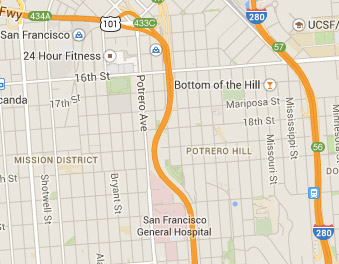 434A
280
Fwy
101
433C
UCSF/
San Francisco
57
24 Hour Fitness
16th St
Bottom of the Hill
canda
17th St
Mariposa St
Potrero Ave
18th St
Mississippi St
56
MISSION DISTRICT
POTRERO HILL
Missouri St
Shotwell St
Bryant St
DO
San Francisco
General Hospital
280